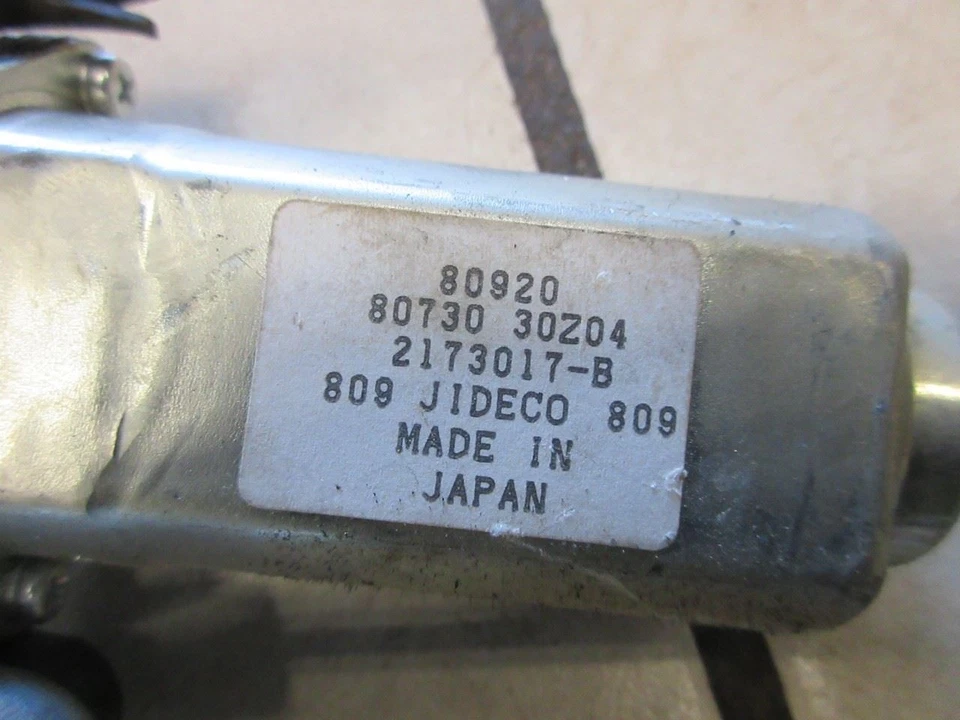 80920
80730 30Z04
2173017-B
809 JIDECO 809
MADE IN
JAPAN